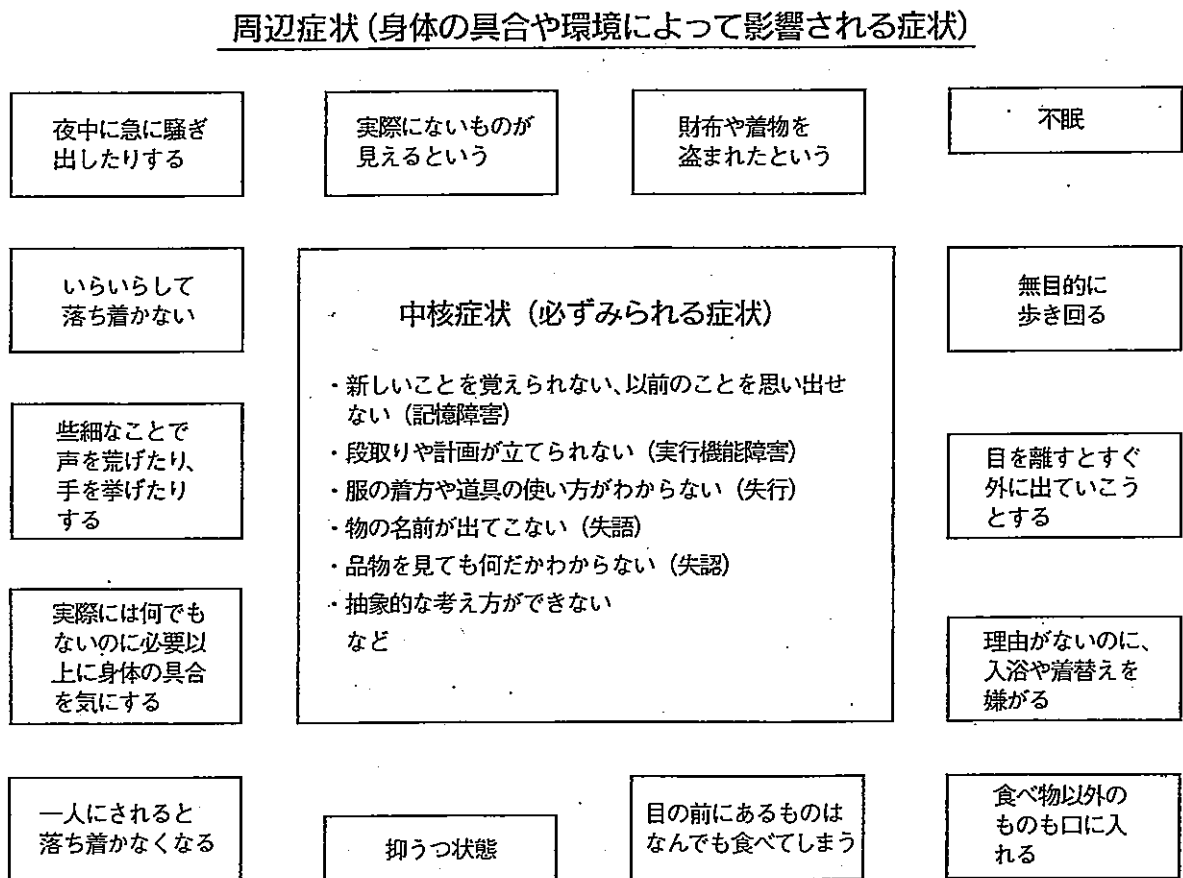 周辺症状(身体の具合や環境によって影響される症状)
夜中に急に騒ぎ
出したりする
実際にないものが
見えるという
財布や着物を
盗まれたという
不眠
いらいらして
落ち着かない
中核症状(必ずみられる症状)
・新しいことを覚えられない、以前のことを思い出せ
ない(記憶障害)
・段取りや計画が立てられない(実行機能障害)
・服の着方や道具の使い方がわからない(失行)
・物の名前が出てこない(失語)
・品物を見ても何だかわからない(失認)
・抽象的な考え方ができない
など
無目的に
歩き回る
些細なことで
声を荒げたり、
手を挙げたり
する
目を離すとすぐ
外に出ていこう
とする
実際には何でも
ないのに必要以
上に身体の具合
を気にする
理由がないのに、
入浴や着替えを
嫌がる
一人にされると
落ち着かなくなる
抑うつ状態
目の前にあるものは
なんでも食べてしまう
食べ物以外の
ものも口に入
れる